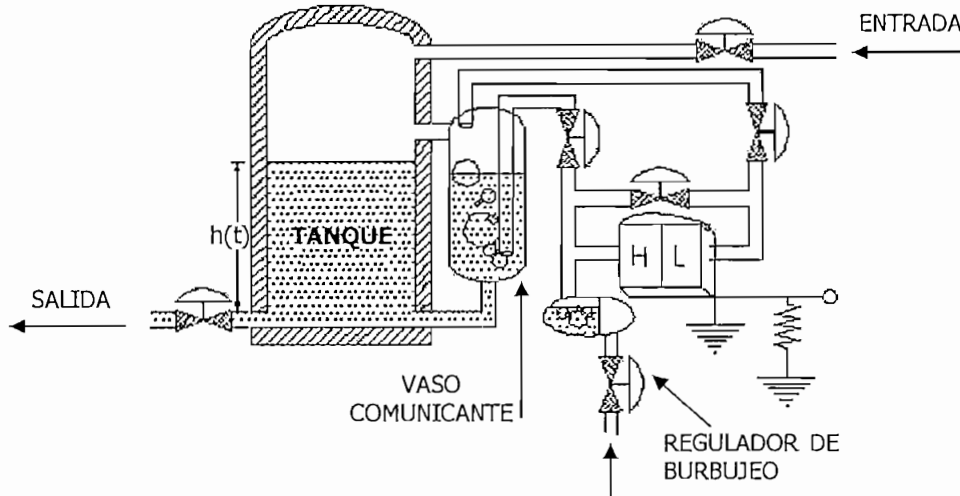 ENTRADA
h(t)
TANQUE
H L
SALIDA
VASO
COMUNICANTE
REGULADOR DE
BURBUJEO